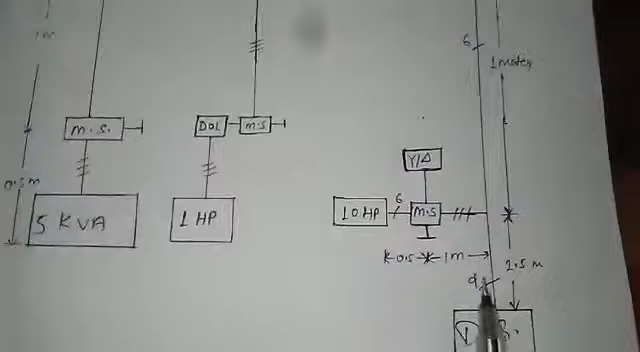 1m
6
1 meter
m.s.
DOL
m.s
Y/Δ
0.5 m
5 KVA
1 HP
10 HP
6
m.s
0.5
1m
2.5 m